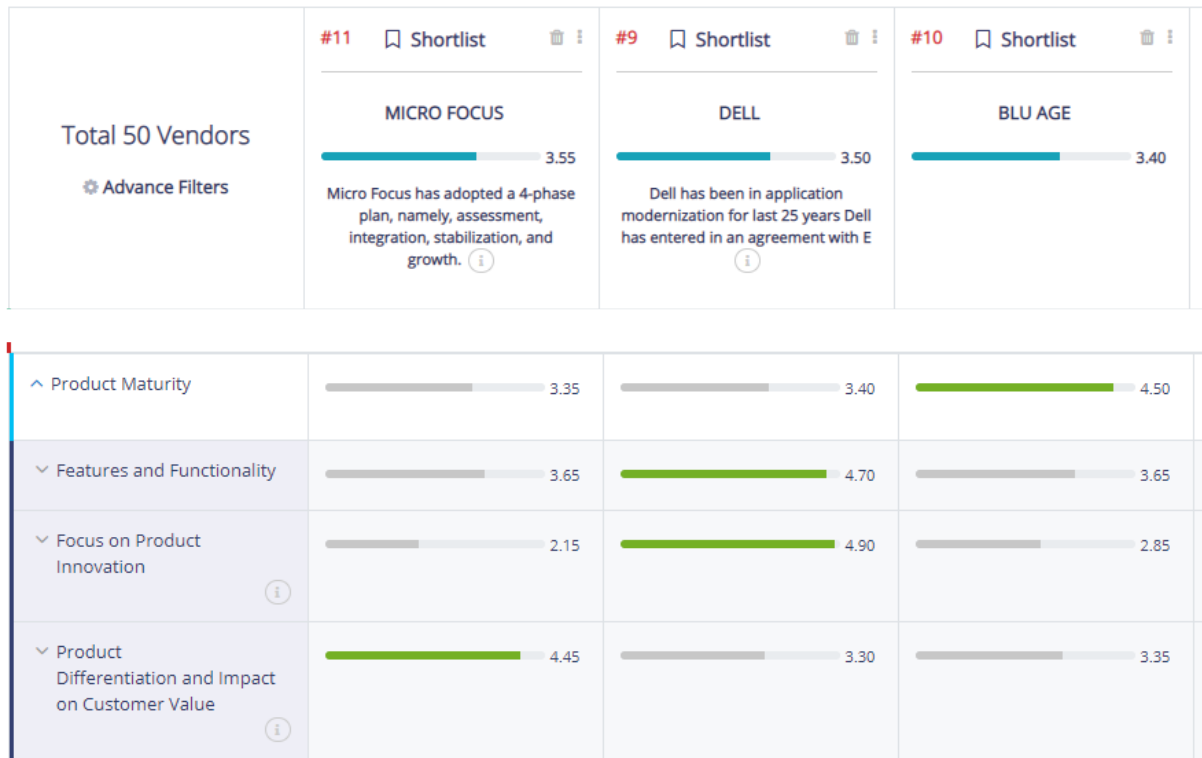 #11 Shortlist
#9 Shortlist
#10 Shortlist
Total 50 Vendors
Advance Filters
MICRO FOCUS
3.55
Micro Focus has adopted a 4-phase
plan, namely, assessment,
integration, stabilization, and
growth. i
DELL
3.50
Dell has been in application
modernization for last 25 years Dell
has entered in an agreement with E
i
BLU AGE
3.40
Product Maturity
3.35
3.40
4.50
Features and Functionality
3.65
4.70
3.65
Focus on Product
Innovation
i
2.15
4.90
2.85
Product
Differentiation and Impact
on Customer Value
i
4.45
3.30
3.35